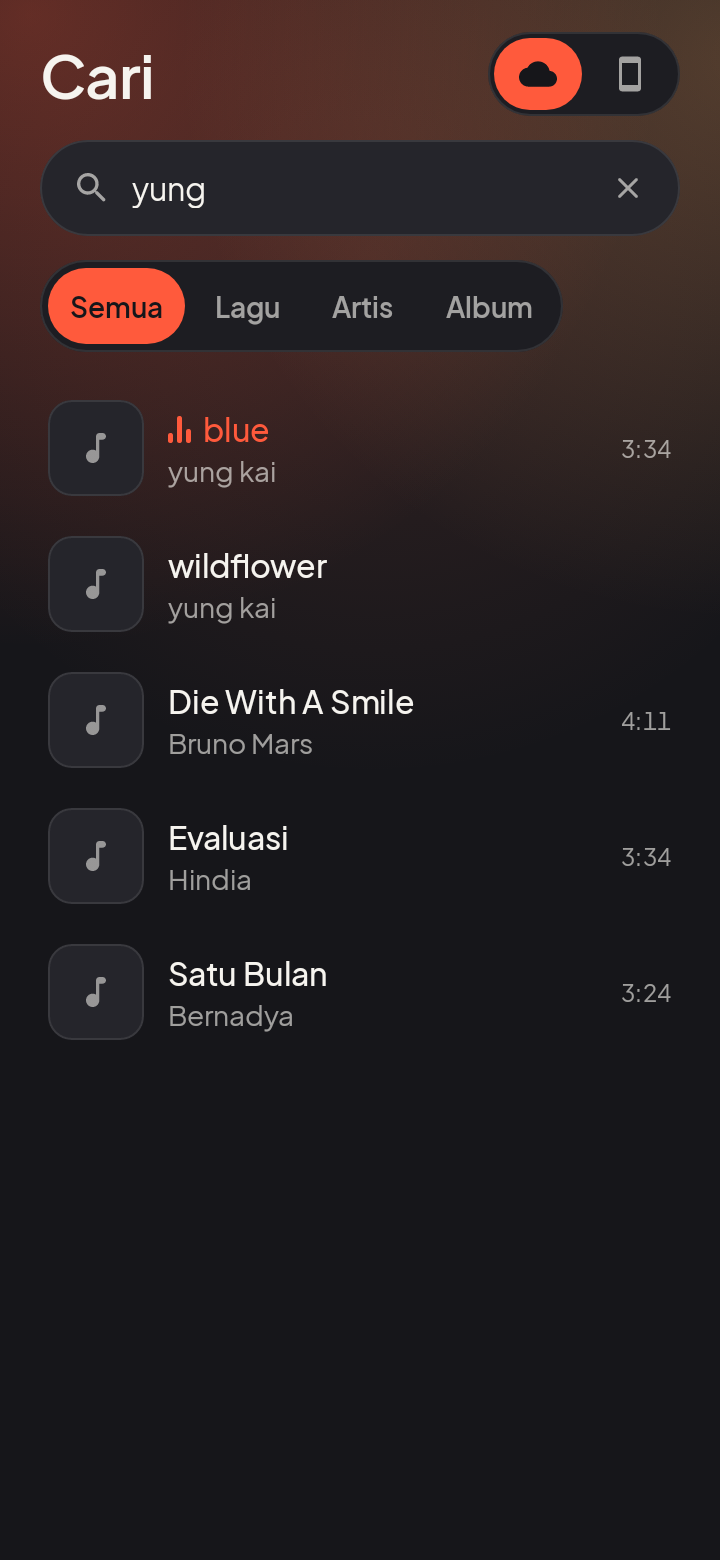 Cari
yung
Semua Lagu Artis Album
blue
yung kai
3:34
wildflower
yung kai
Die With A Smile
Bruno Mars
4:11
Evaluasi
Hindia
3:34
Satu Bulan
Bernadya
3:24